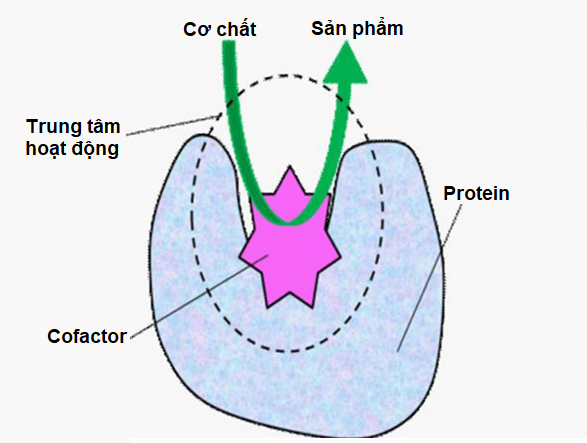 Cơ chất
Sản phẩm
Trung tâm
hoạt động
Protein
Cofactor